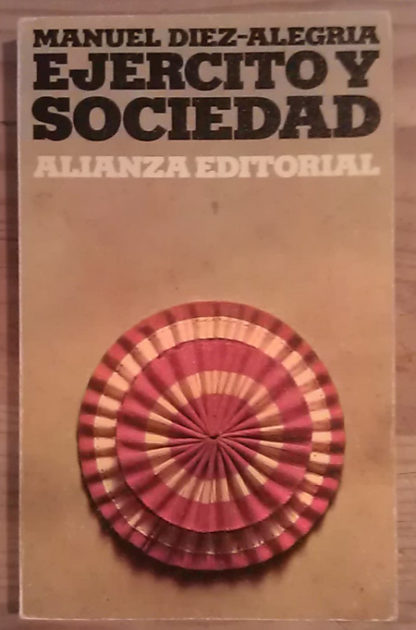 MANUEL DIEZ-ALEGRIA
EJERCITO Y
SOCIEDAD
ALIANZA EDITORIAL